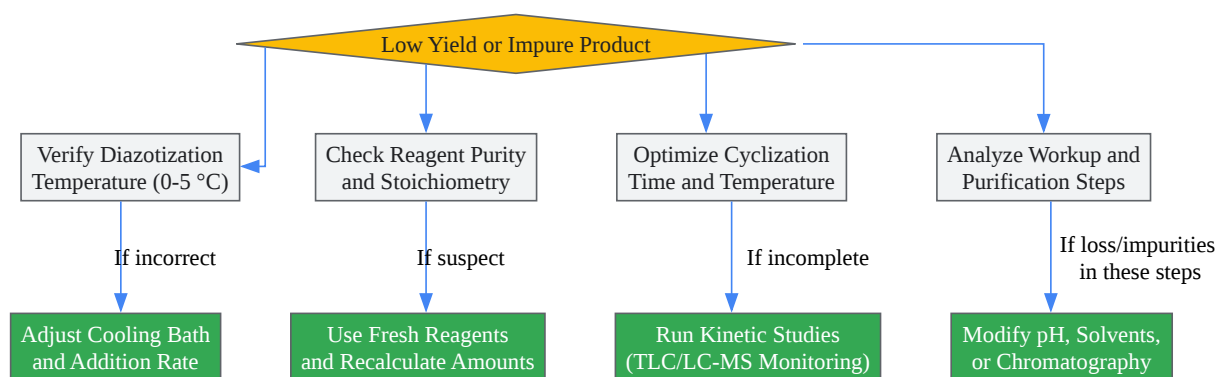 Low Yield or Impure Product
Verify Diazotization
Temperature (0-5 °C)
Check Reagent Purity
and Stoichiometry
Optimize Cyclization
Time and Temperature
Analyze Workup and
Purification Steps
If incorrect
If suspect
If incomplete
If loss/impurities
in these steps
Adjust Cooling Bath
and Addition Rate
Use Fresh Reagents
and Recalculate Amounts
Run Kinetic Studies
(TLC/LC-MS Monitoring)
Modify pH, Solvents,
or Chromatography